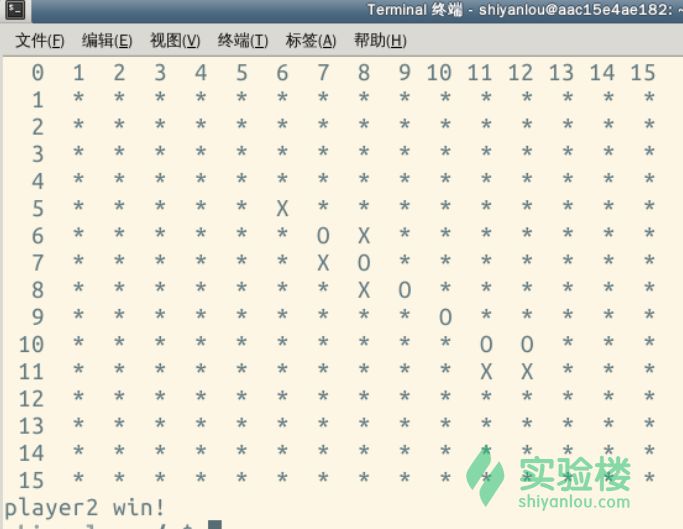 Terminal 终端 - shiyanlou@aac15e4ae182: ~
文件(F) 编辑(E) 视图(V) 终端(T) 标签(A) 帮助(H)
0 1 2 3 4 5 6 7 8 9 10 11 12 13 14 15
1 * * * * * * * * * * * * * * *
2 * * * * * * * * * * * * * * *
3 * * * * * * * * * * * * * * *
4 * * * * * * * * * * * * * * *
5 * * * * * X * * * * * * * * *
6 * * * * * * O X * * * * * * *
7 * * * * * * X O * * * * * * *
8 * * * * * * * X O * * * * * *
9 * * * * * * * * * O * * * * *
10 * * * * * * * * * * O O * * *
11 * * * * * * * * * * X X * * *
12 * * * * * * * * * * * * * * *
13 * * * * * * * * * * * * * * *
14 * * * * * * * * * * * * * * *
15 * * * * * * * * * * * * * * *
player2 win!
实验楼
shiyanlou.com